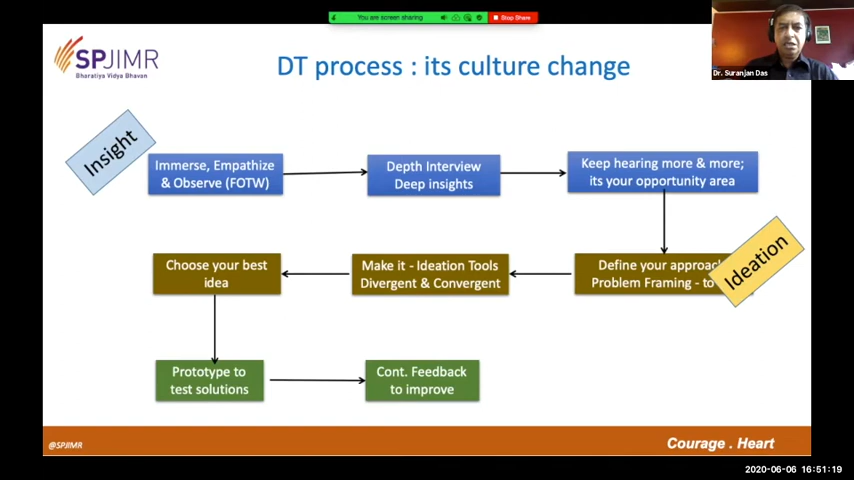 You are screen sharing
Stop Share
SPJIMR
Bharatiya Vidya Bhavan
DT process : its culture change
Dr. Suranjan Das
Insight
Immerse, Empathize
& Observe (FOTW)
Depth Interview
Deep insights
Keep hearing more & more;
its your opportunity area
Ideation
Define your approac
Problem Framing - to
Make it - Ideation Tools
Divergent & Convergent
Choose your best
idea
Prototype to
test solutions
Cont. Feedback
to improve
@SPJIMR
Courage . Heart
2020-06-06 16:51:19